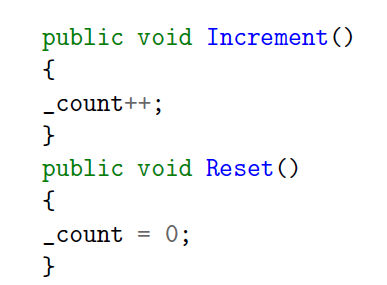 public void Increment()
{
_count++;
}
public void Reset()
{
_count = 0;
}